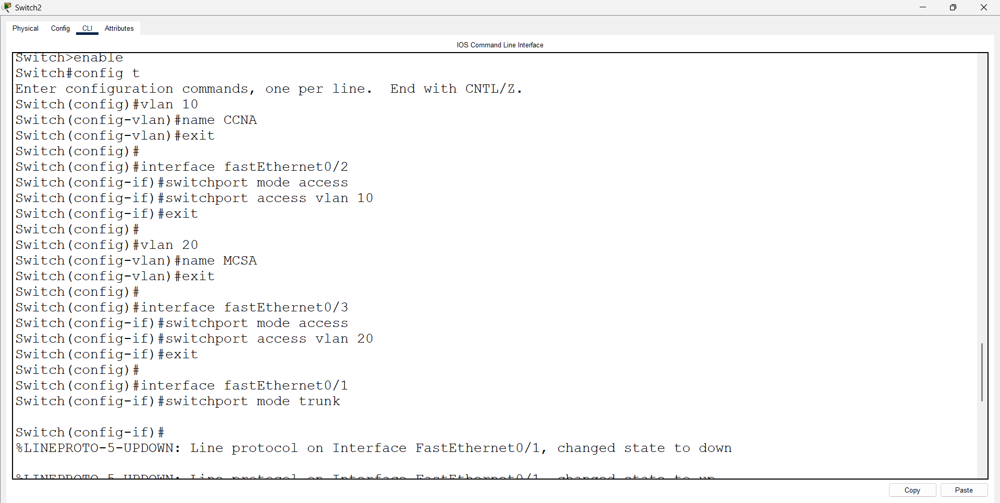 Switch2
Physical Config CLI Attributes
IOS Command Line Interface
Switch>enable
Switch#config t
Enter configuration commands, one per line.  End with CNTL/Z.
Switch(config)#vlan 10
Switch(config-vlan)#name CCNA
Switch(config-vlan)#exit
Switch(config)#
Switch(config)#interface fastEthernet0/2
Switch(config-if)#switchport mode access
Switch(config-if)#switchport access vlan 10
Switch(config-if)#exit
Switch(config)#
Switch(config)#vlan 20
Switch(config-vlan)#name MCSA
Switch(config-vlan)#exit
Switch(config)#
Switch(config)#interface fastEthernet0/3
Switch(config-if)#switchport mode access
Switch(config-if)#switchport access vlan 20
Switch(config-if)#exit
Switch(config)#
Switch(config)#interface fastEthernet0/1
Switch(config-if)#switchport mode trunk
Switch(config-if)#
%LINEPROTO-5-UPDOWN: Line protocol on Interface FastEthernet0/1, changed state to down
%LINEPROTO-5-UPDOWN: Line protocol on Interface FastEthernet0/1, changed state to up
Copy Paste